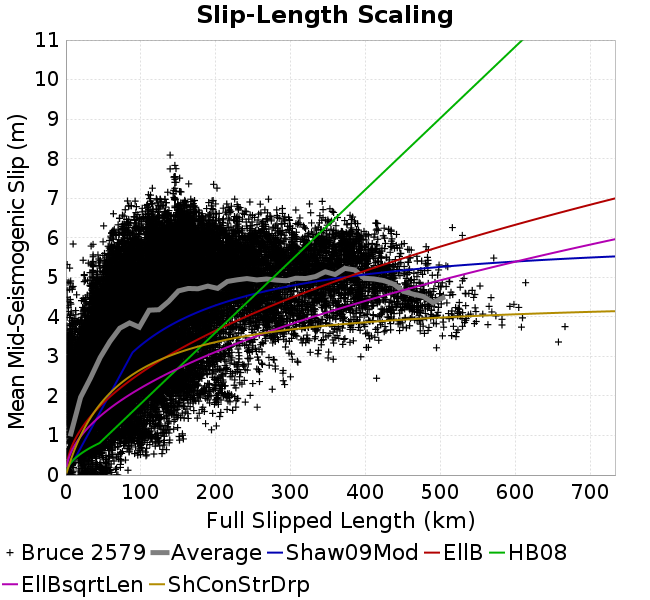 Slip-Length Scaling
Mean Mid-Seismogenic Slip (m)
11
10
9
8
7
6
5
4
3
2
1
0
0 100 200 300 400 500 600 700
Full Slipped Length (km)
Bruce 2579 Average Shaw09Mod EllB HB08
EllBsqrtLen ShConStrDrp